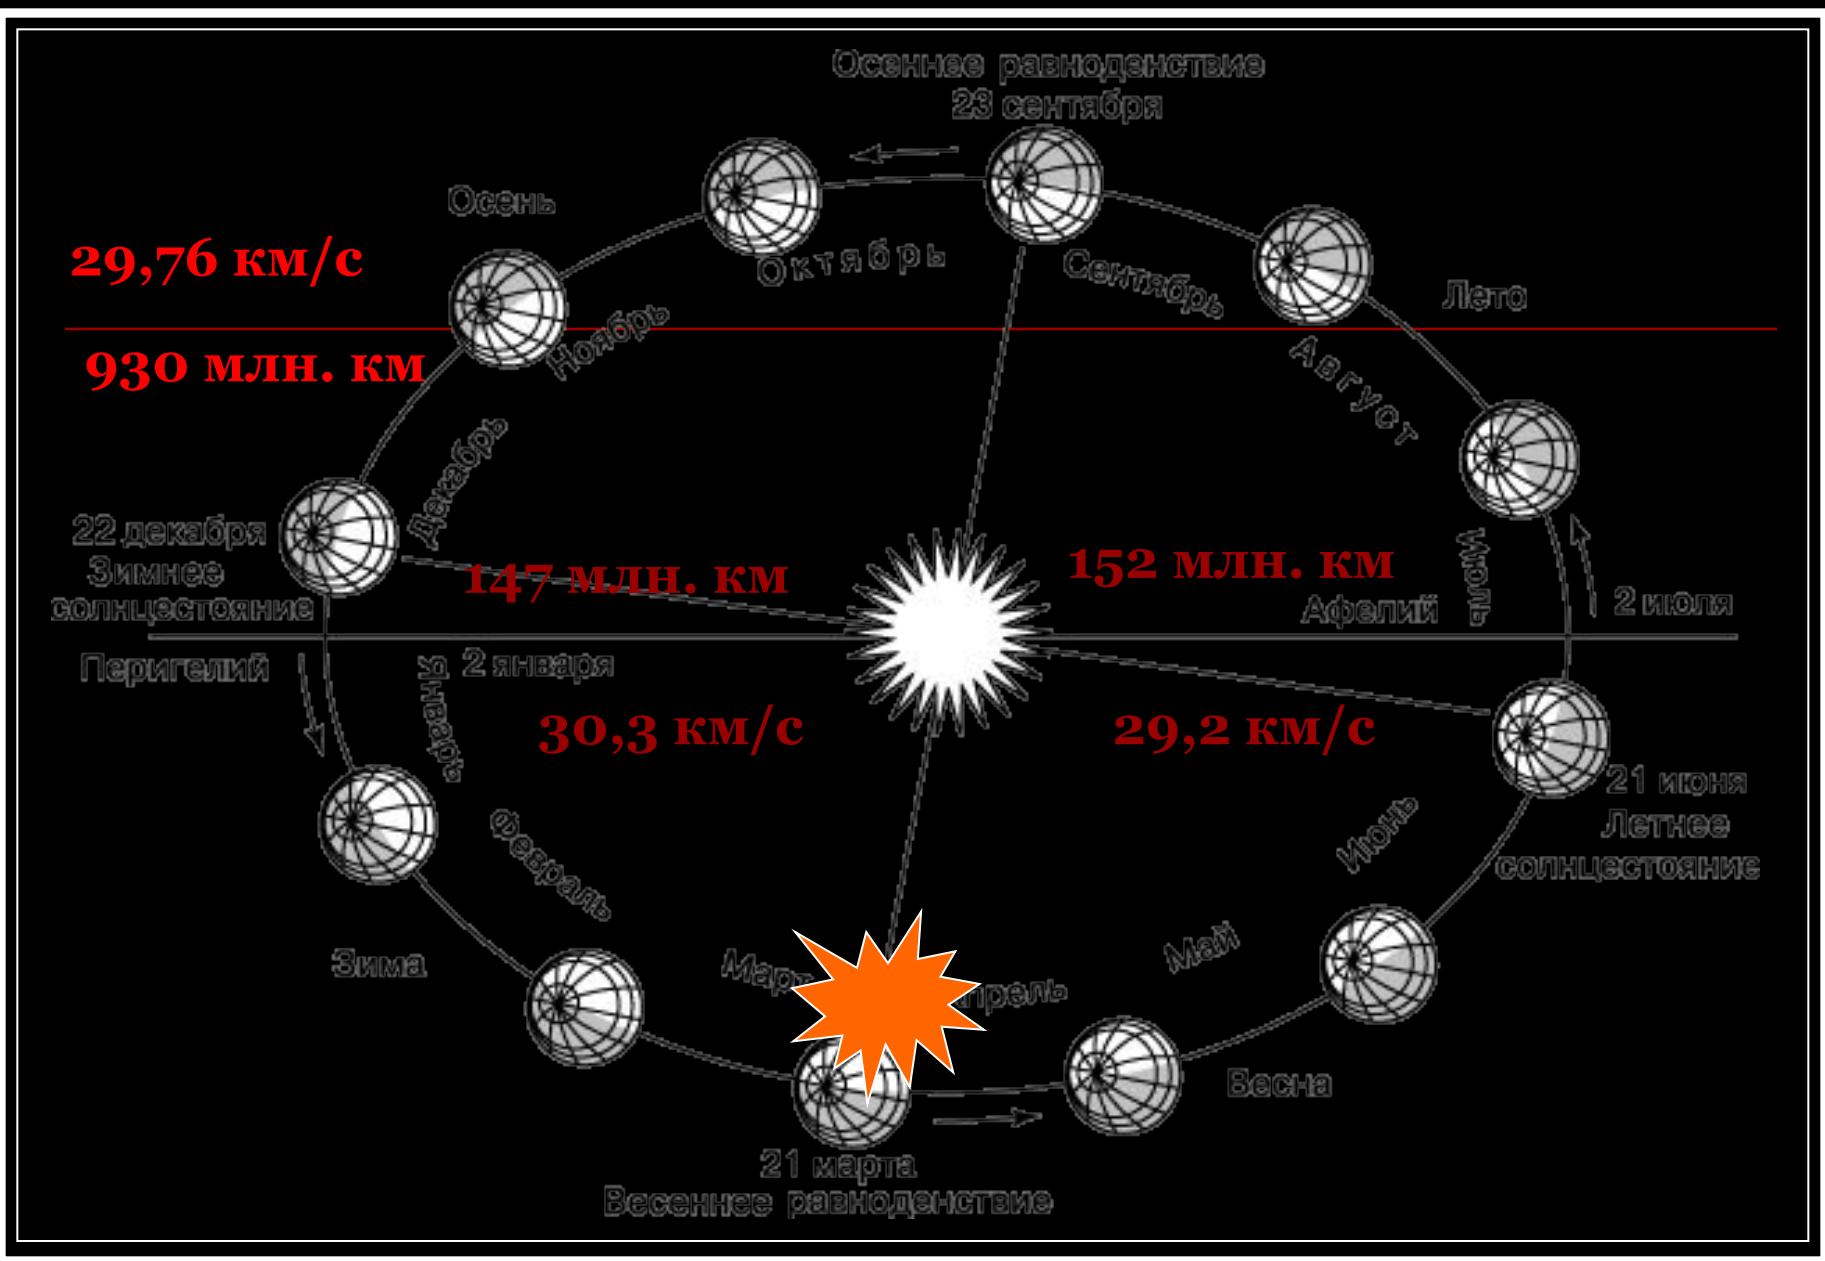 Осеннее равноденствие
23 сентября
Осень
29,76 км/с
Октябрь
Сентябрь
Лето
930 млн. км
Ноябрь
Август
Декабрь
22 декабря
Зимнее
солнцестояние
147 млн. км
152 млн. км
Июль
Афелий
2 июля
Перигелий
Январь
2 января
30,3 км/с
29,2 км/с
21 июня
Летнее
солнцестояние
Февраль
Июнь
Зима
Март
прель
Май
Весна
21 марта
Весеннее равноденствие